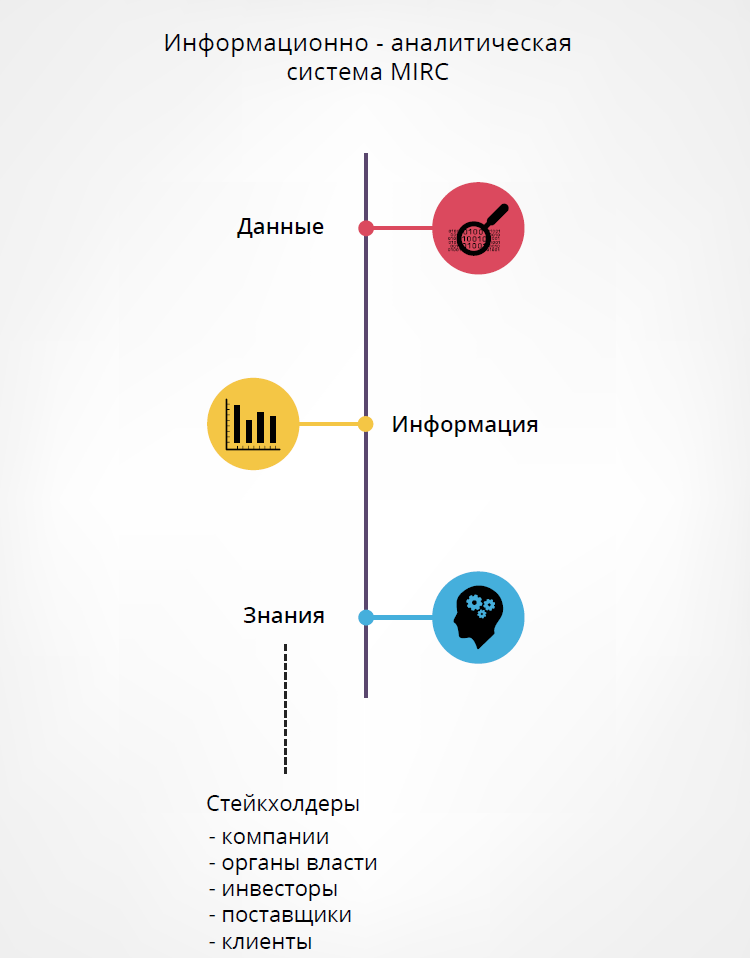 Информационно - аналитическая
система MIRC
Данные
Информация
Знания
Стейкхолдеры
- компании
- органы власти
- инвесторы
- поставщики
- клиенты